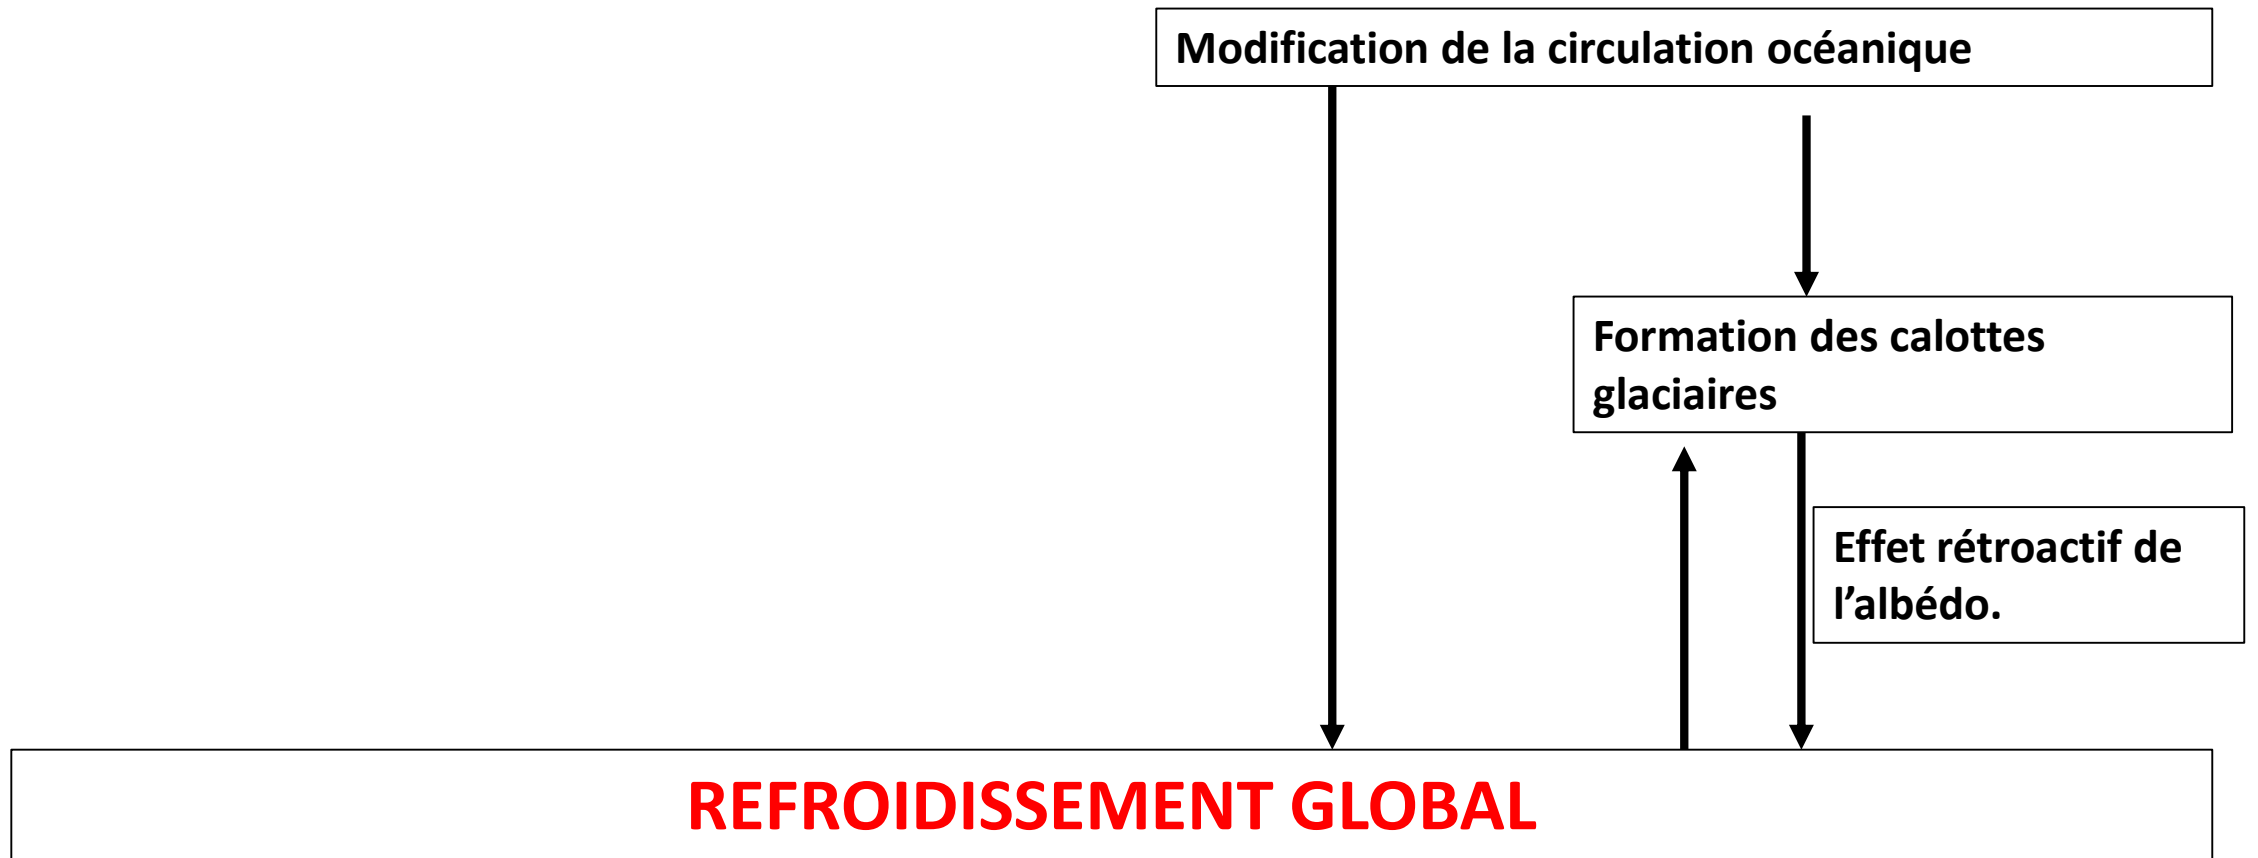 Modification de la circulation océanique
Formation des calottes
glaciaires
Effet rétroactif de
l’albédo.
REFROIDISSEMENT GLOBAL